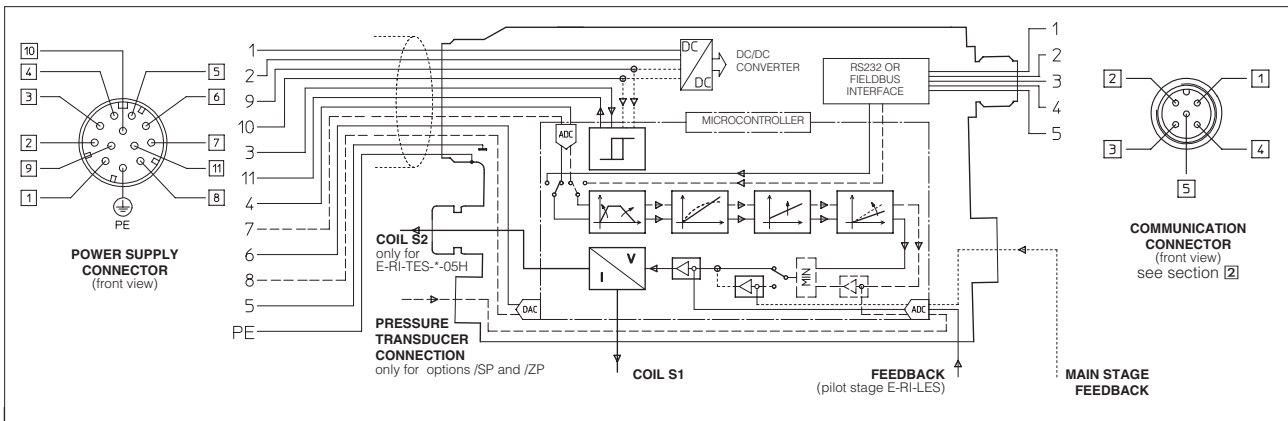 10
4
5
3
6
2
7
9
11
1
8
PE
POWER SUPPLY
CONNECTOR
(front view)
1
2
9
10
3
11
4
7
6
8
5
PE
DC
DC
DC/DC
CONVERTER
RS232 OR
FIELDBUS
INTERFACE
MICROCONTROLLER
ADC
COIL S2
only for
E-RI-TES-*-05H
V
I
MIN
DAC
ADC
PRESSURE
TRANSDUCER
CONNECTION
only for options /SP and /ZP
COIL S1
FEEDBACK
(pilot stage E-RI-LES)
MAIN STAGE
FEEDBACK
1
2
3
4
5
2
1
3
4
5
COMMUNICATION
CONNECTOR
(front view)
see section 2